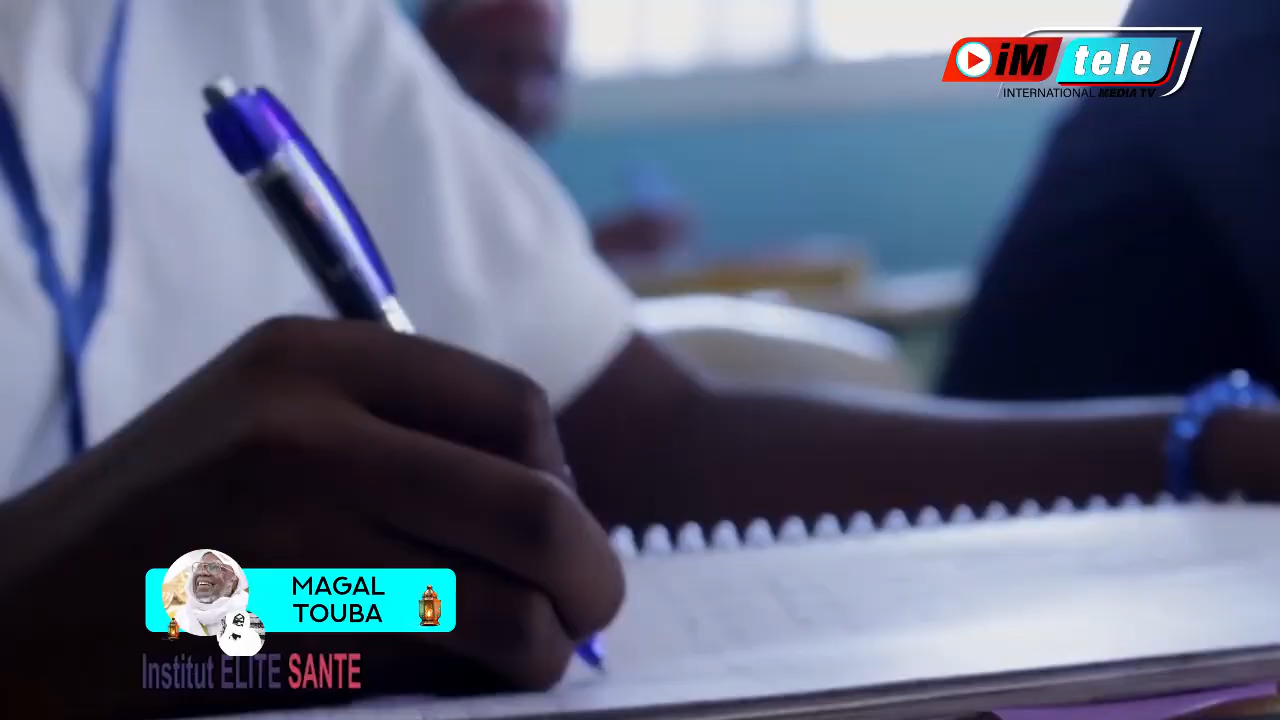 iM tele
INTERNATIONAL MEDIA TV
MAGAL
TOUBA
Institut ELITE SANTE